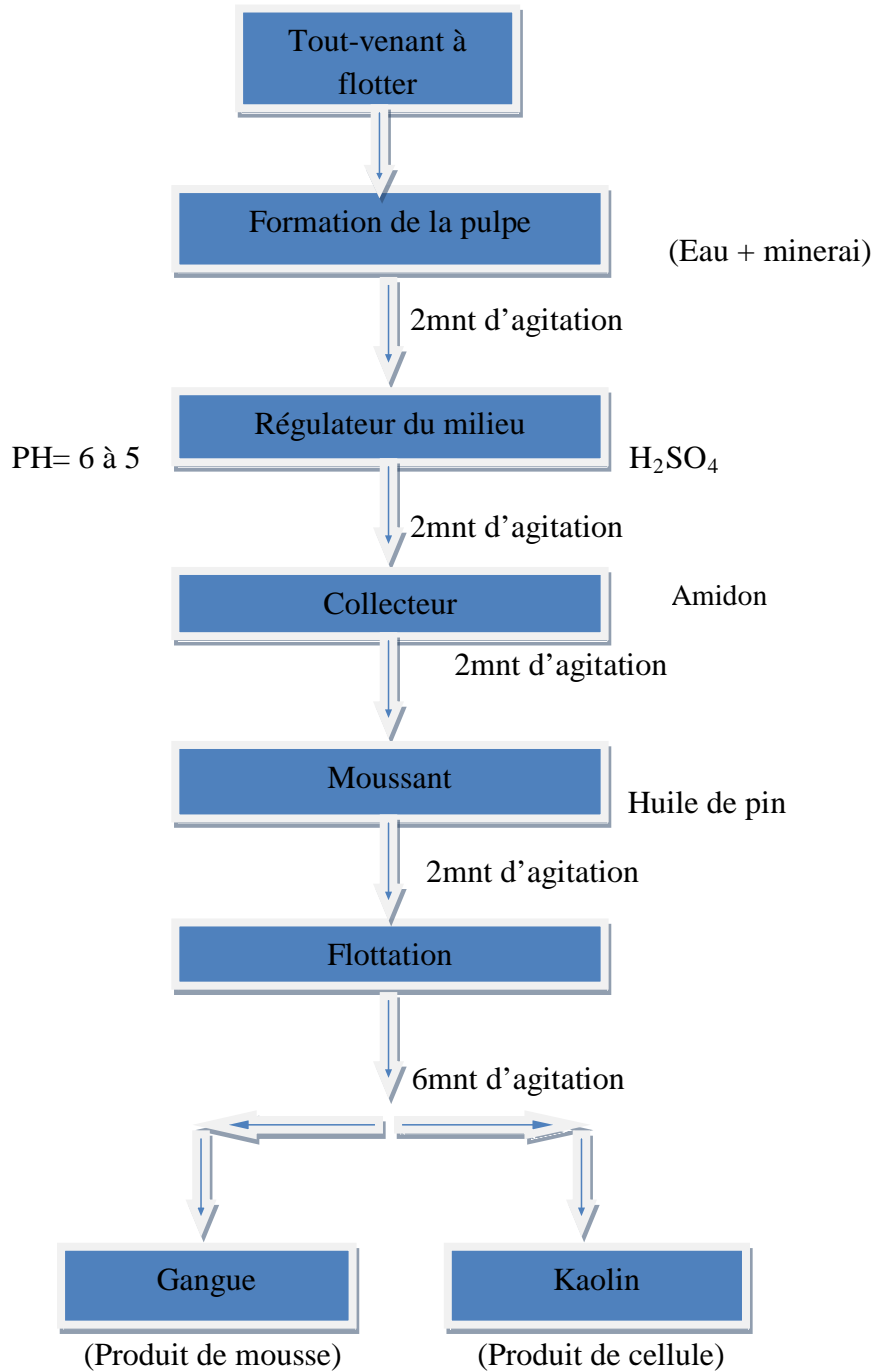 Tout-venant à
flotter
Formation de la pulpe
(Eau + minerai)
2mnt d’agitation
Régulateur du milieu
PH= 6 à 5
H₂SO₄
2mnt d’agitation
Collecteur
Amidon
2mnt d’agitation
Moussant
Huile de pin
2mnt d’agitation
Flottation
6mnt d’agitation
Gangue
Kaolin
(Produit de mousse)
(Produit de cellule)